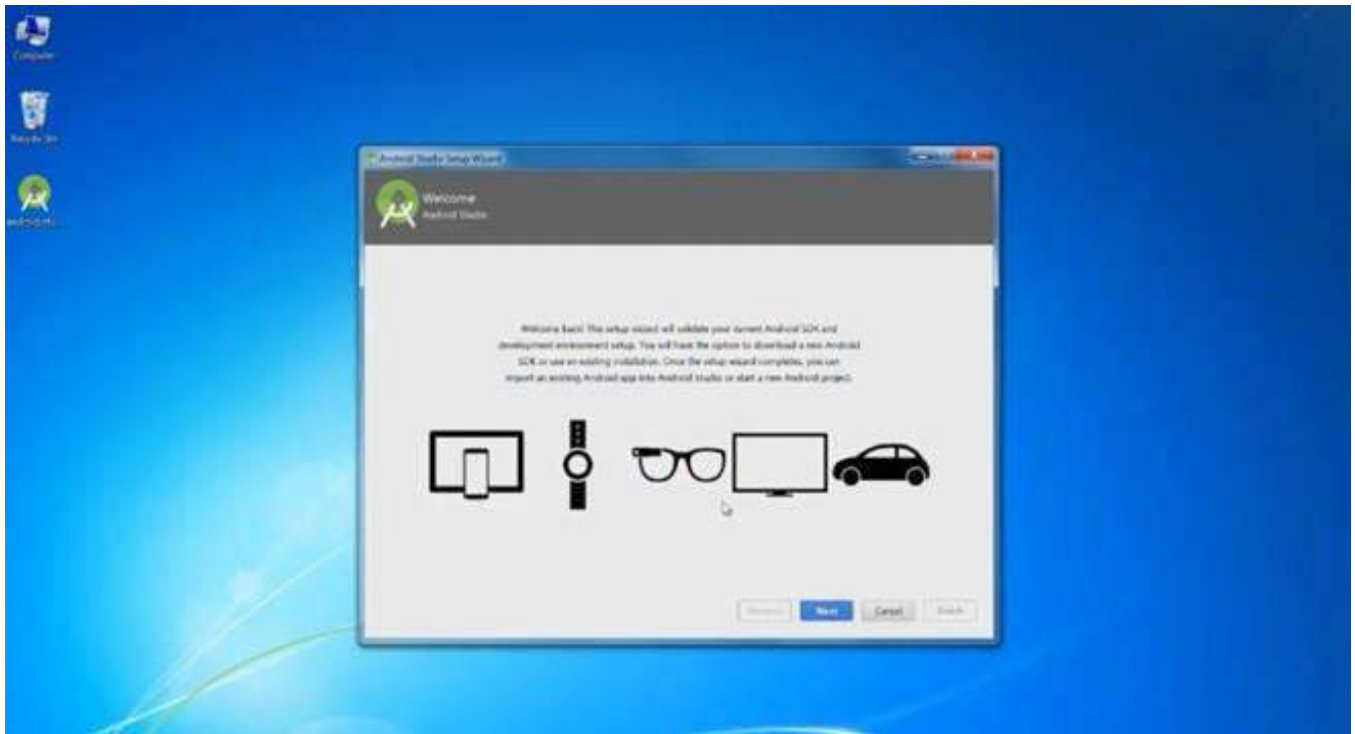 Computer
Recycle Bin
Android Studio Setup Wizard
Welcome
Android Studio
Welcome back! This setup wizard will validate your current Android SDK and
development environment setup. You will have the option to download a new Android
SDK or use an existing installation. Once the setup wizard completes, you can
import an existing Android app into Android Studio or start a new Android project.
Previous Next Cancel Finish